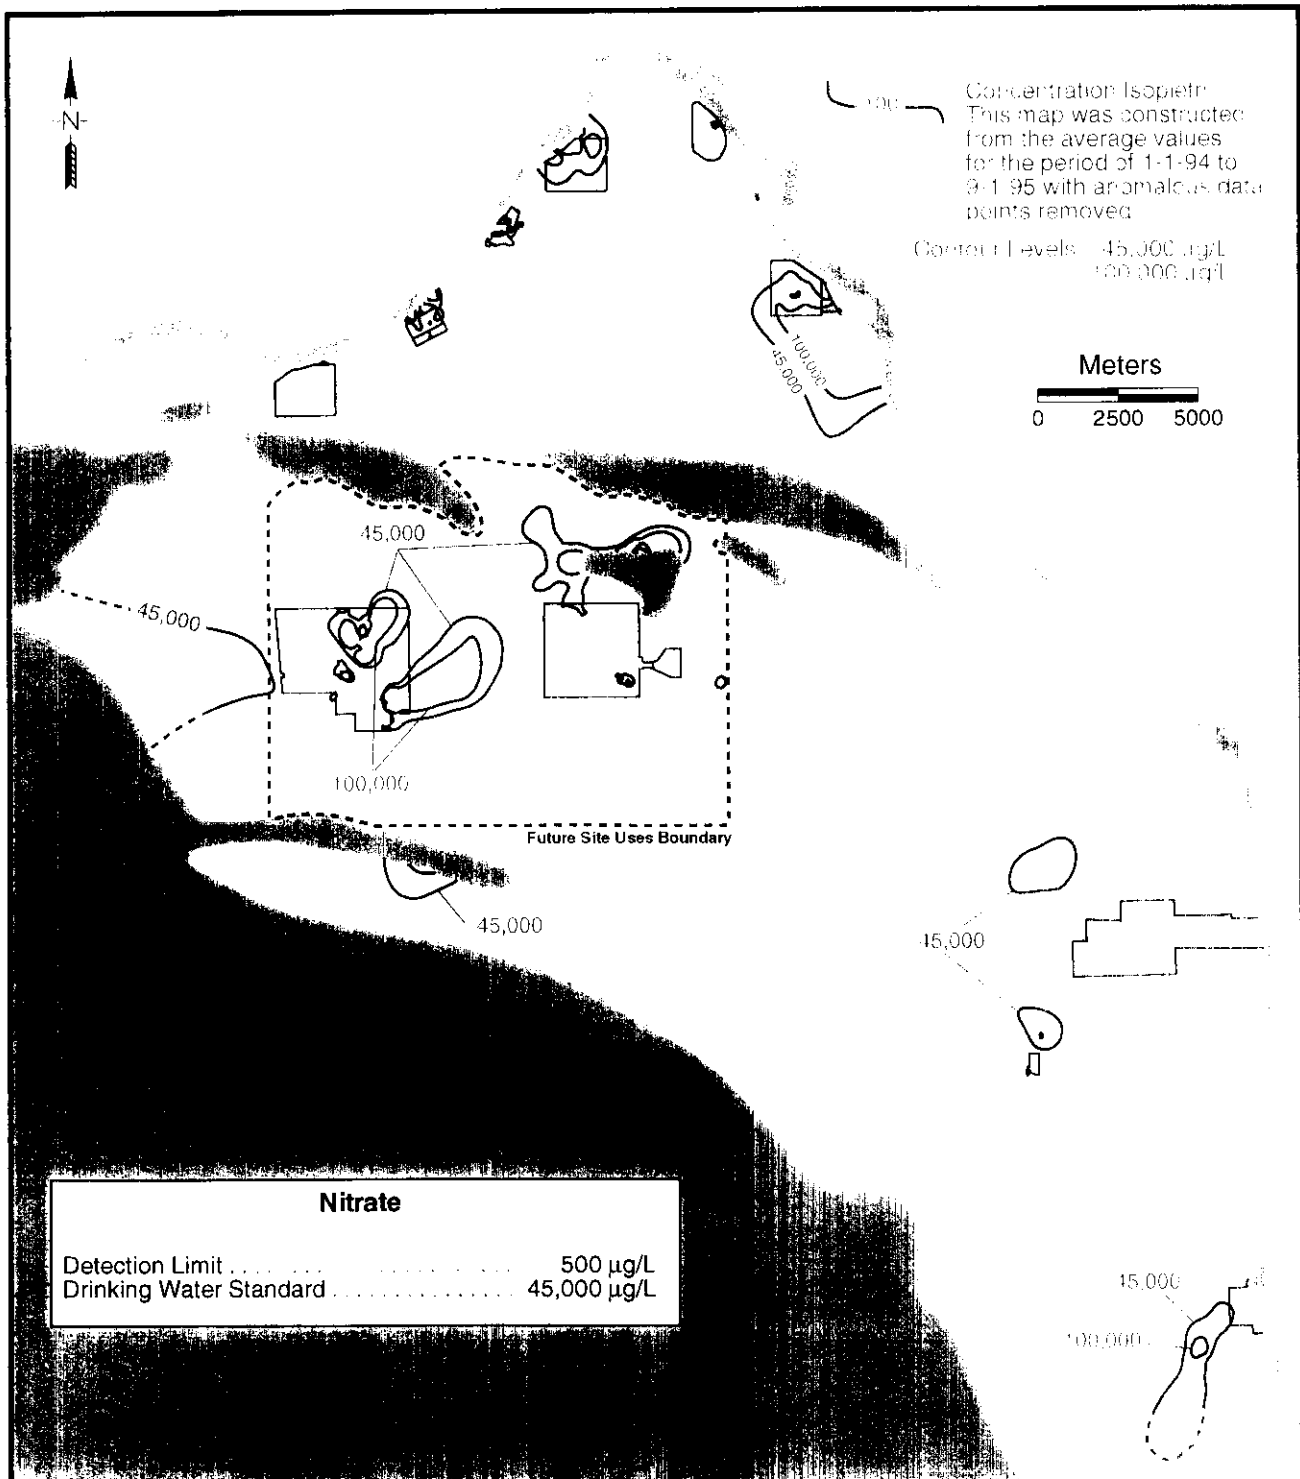 N
100
Concentration Isopleth
This map was constructed
from the average values
for the period of 1-1-94 to
9-1-95 with anomalous data
points removed
Contour Levels 45,000 µg/L
100,000 µg/L
Meters
0 2500 5000
100,000
45,000
45,000
45,000
100,000
Future Site Uses Boundary
45,000
45,000
Nitrate
Detection Limit . . . . . . . . . . . 500 µg/L
Drinking Water Standard . . . . . . . . . . . . . . . 45,000 µg/L
45,000
100,000